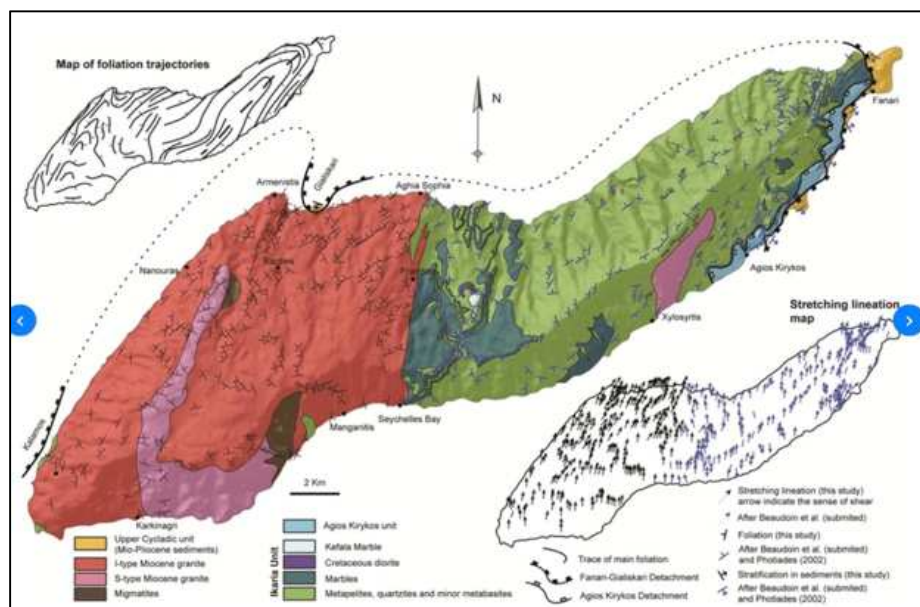 Map of foliation trajectories
N
Fanari
Armenistis
Gialiskari
Aghia Sophia
Nanouras
Agios Kirykos
Xylosyrtis
Stretching lineation
map
Kalamos
Manganitis
Seychelles Bay
2 Km
Karkinagri
Upper Cycladic unit
(Mio-Pliocene sediments)
I-type Miocene granite
S-type Miocene granite
Migmatites
Ikaria Unit
Agios Kirykos unit
Kefala Marble
Cretaceous diorite
Marbles
Metapelites, quartzites and minor metabasites
Trace of main foliation
Fanari-Gialiskari Detachment
Agios Kirykos Detachment
Stretching lineation (this study)
arrow indicate the sense of shear
After Beaudoin et al. (submited)
Foliation (this study)
After Beaudoin et al. (submited)
and Photiades (2002)
Stratification in sediments (this study)
After Beaudoin et al. (submited)
and Photiades (2002)